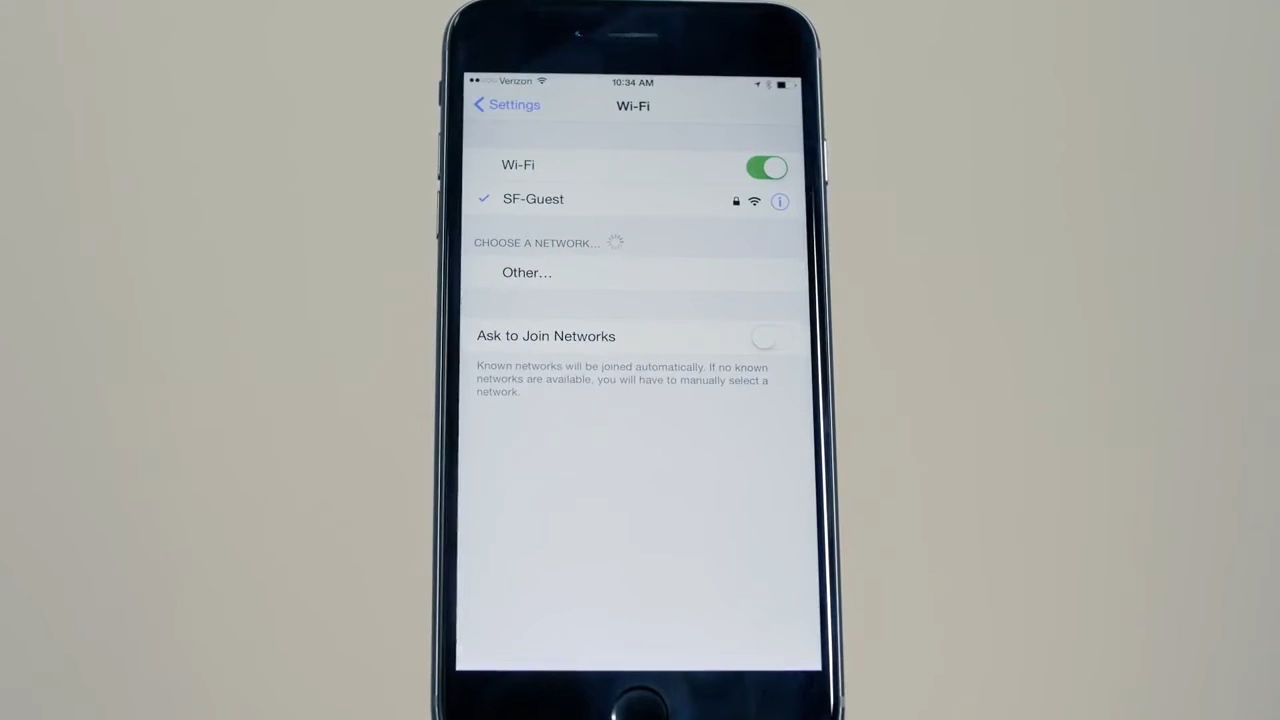 Verizon 10:34 AM
Settings Wi-Fi
Wi-Fi
SF-Guest
CHOOSE A NETWORK...
Other...
Ask to Join Networks
Known networks will be joined automatically. If no known
networks are available, you will have to manually select a
network.